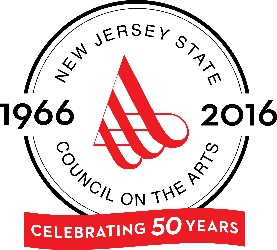 NEW JERSEY STATE
1966 2016
COUNCIL ON THE ARTS
CELEBRATING 50 YEARS